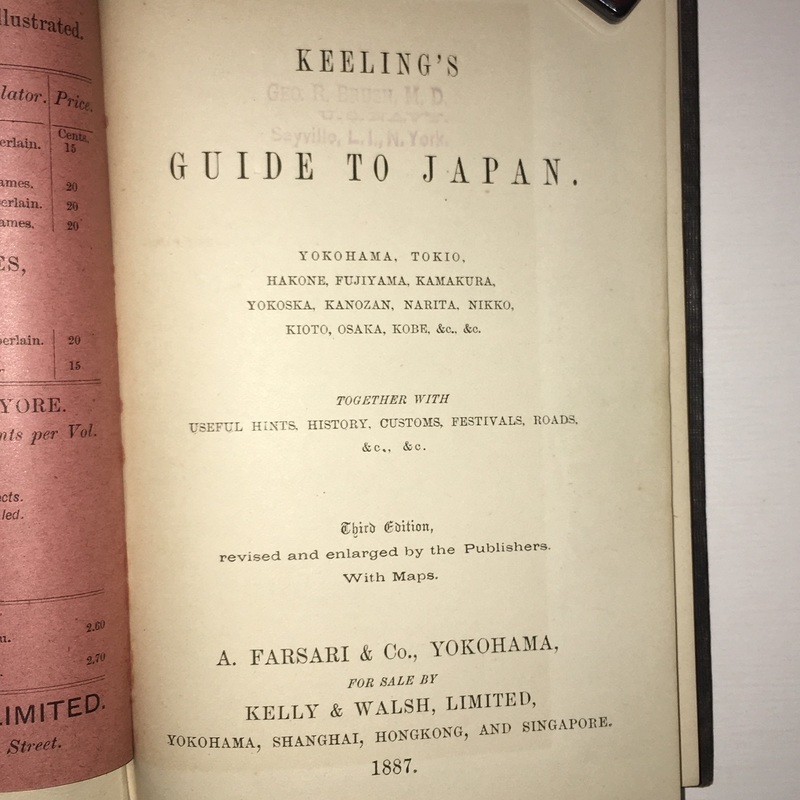 llustrated.
lator. Price.
Cents.
erlain. 15
ames. 20
erlain. 20
ames. 20
ES,
erlain. 20
15
YORE.
nts per Vol.
cts.
led.
2.60
u.
2.70
LIMITED.
Street.
KEELING'S
GEO. R. BRUSH, M. D.
U. S. NAVY.
Sayville, L. I., N. York.
GUIDE TO JAPAN.
YOKOHAMA, TOKIO,
HAKONE, FUJIYAMA, KAMAKURA,
YOKOSKA, KANOZAN, NARITA, NIKKO,
KIOTO, OSAKA, KOBE, &c., &c.
TOGETHER WITH
USEFUL HINTS, HISTORY, CUSTOMS, FESTIVALS, ROADS,
&c., &c.
Third Edition,
revised and enlarged by the Publishers.
With Maps.
A. FARSARI & Co., YOKOHAMA,
FOR SALE BY
KELLY & WALSH, LIMITED,
YOKOHAMA, SHANGHAI, HONGKONG, AND SINGAPORE.
1887.